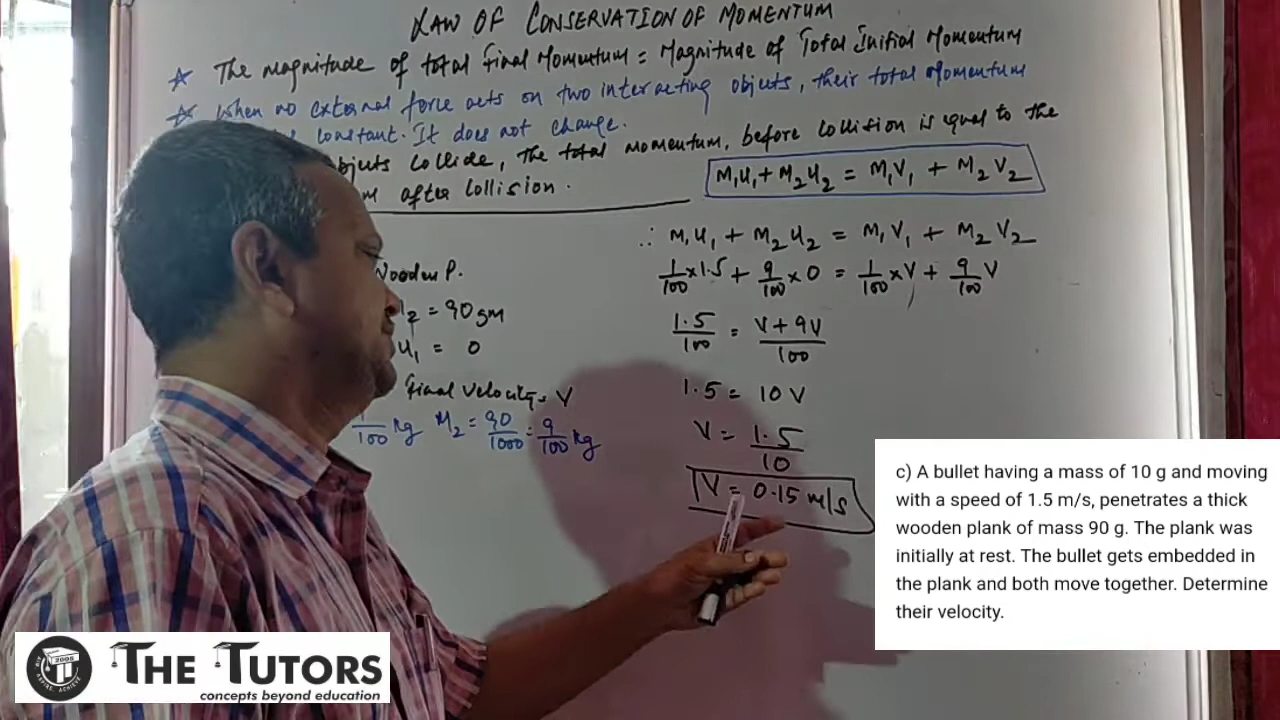 LAW OF CONSERVATION OF MOMENTUM
☆ The magnitude of total final Momentum = Magnitude of Total Initial Momentum
☆ When no external force acts on two interacting objects, their total Momentum
constant. It does not change.
objects collide, the total momentum, before collision is equal to the
after collision.
M₁U₁ + M₂U₂ = M₁V₁ + M₂V₂
Wooden P.
₂ = 90 gm
U₁ = 0
final velocity = V
/100 kg M₂ = 90/1000 = 9/100 kg
∴ M₁U₁ + M₂U₂ = M₁V₁ + M₂V₂
1/100 × 1.5 + 9/100 × 0 = 1/100 × V + 9/100 V
1.5/100 = V + 9V/100
1.5 = 10 V
V = 1.5/10
V = 0.15 m/s
c) A bullet having a mass of 10 g and moving
with a speed of 1.5 m/s, penetrates a thick
wooden plank of mass 90 g. The plank was
initially at rest. The bullet gets embedded in
the plank and both move together. Determine
their velocity.
THE TUTORS
concepts beyond education